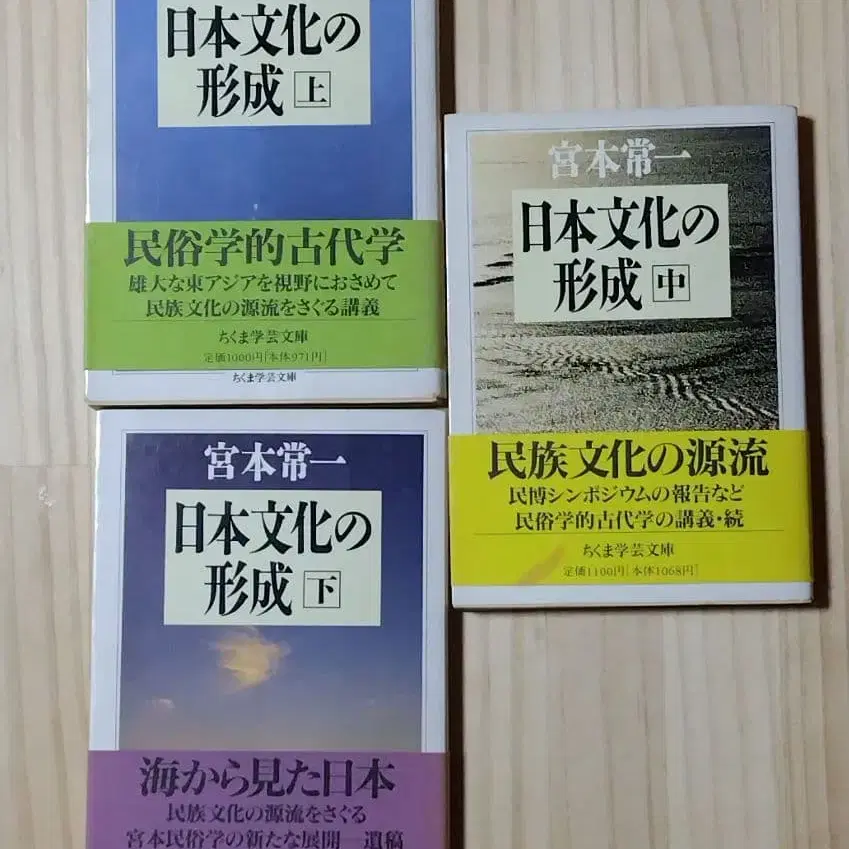 日本文化の
形成 上
民俗学的古代学
雄大な東アジアを視野におさめて
民族文化の源流をさぐる講義
ちくま学芸文庫
定価1000円[本体971円]
ちくま学芸文庫
宮本常一
日本文化の
形成 中
民族文化の源流
民博シンポジウムの報告など
民俗学的古代学の講義・続
ちくま学芸文庫
定価1100円[本体1068円]
宮本常一
日本文化の
形成 下
海から見た日本
民族文化の源流をさぐる
宮本民俗学の新たな展開―遺稿